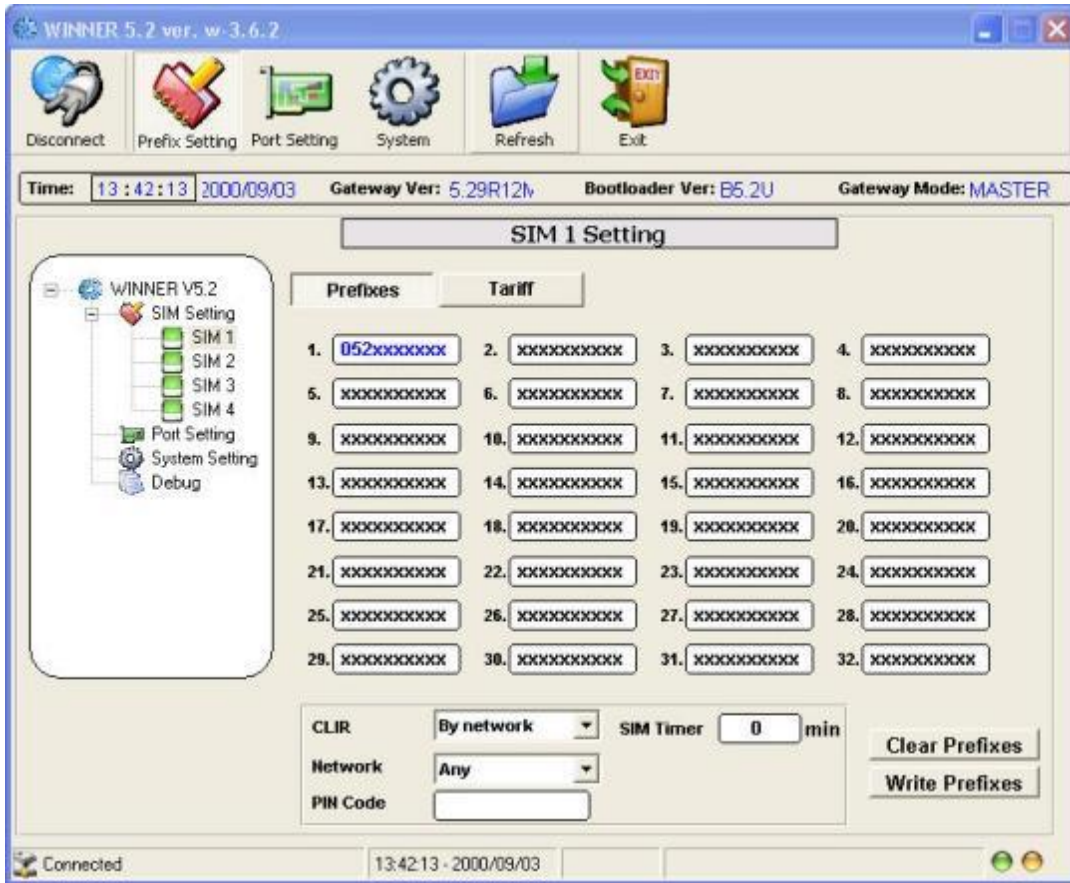 WINNER 5.2 ver. w-3.6.2
Disconnect Prefix Setting Port Setting System Refresh EXIT Exit
Time: 13:42:13 2000/09/03 Gateway Ver: 5.29R12M Bootloader Ver: B5.2U Gateway Mode: MASTER
SIM 1 Setting
WINNER V5.2
SIM Setting
SIM 1
SIM 2
SIM 3
SIM 4
Port Setting
System Setting
Debug
Prefixes Tariff
1. 052xxxxxxx 2. xxxxxxxxxx 3. xxxxxxxxxx 4. xxxxxxxxxx
5. xxxxxxxxxx 6. xxxxxxxxxx 7. xxxxxxxxxx 8. xxxxxxxxxx
9. xxxxxxxxxx 10. xxxxxxxxxx 11. xxxxxxxxxx 12. xxxxxxxxxx
13. xxxxxxxxxx 14. xxxxxxxxxx 15. xxxxxxxxxx 16. xxxxxxxxxx
17. xxxxxxxxxx 18. xxxxxxxxxx 19. xxxxxxxxxx 20. xxxxxxxxxx
21. xxxxxxxxxx 22. xxxxxxxxxx 23. xxxxxxxxxx 24. xxxxxxxxxx
25. xxxxxxxxxx 26. xxxxxxxxxx 27. xxxxxxxxxx 28. xxxxxxxxxx
29. xxxxxxxxxx 30. xxxxxxxxxx 31. xxxxxxxxxx 32. xxxxxxxxxx
CLIR By network SIM Timer 0 min
Network Any
PIN Code
Clear Prefixes
Write Prefixes
Connected 13:42:13 - 2000/09/03